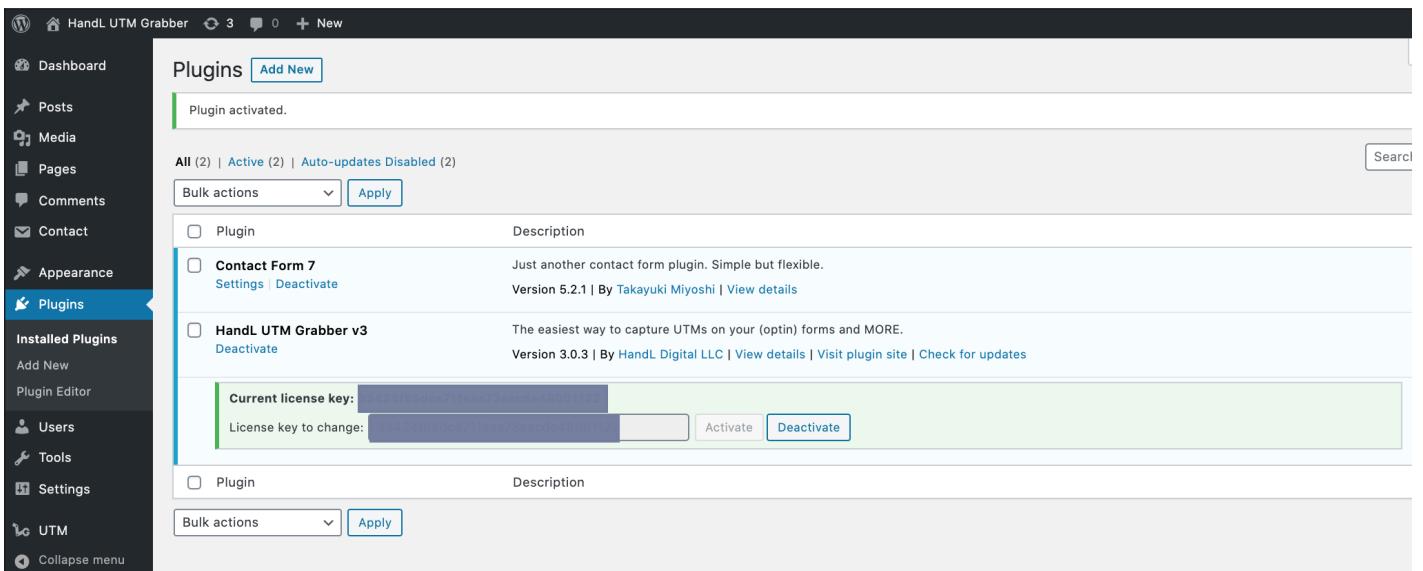 HandL UTM Grabber 3 0 + New
Dashboard
Posts
Media
Pages
Comments
Contact
Appearance
Plugins
Installed Plugins
Add New
Plugin Editor
Users
Tools
Settings
UTM
Collapse menu
Plugins Add New
Plugin activated.
All (2) | Active (2) | Auto-updates Disabled (2)
Search
Bulk actions Apply
Plugin Description
Contact Form 7 Just another contact form plugin. Simple but flexible.
Settings | Deactivate Version 5.2.1 | By Takayuki Miyoshi | View details
HandL UTM Grabber v3 The easiest way to capture UTMs on your (optin) forms and MORE.
Deactivate Version 3.0.3 | By HandL Digital LLC | View details | Visit plugin site | Check for updates
Current license key:
License key to change: Activate Deactivate
Plugin Description
Bulk actions Apply